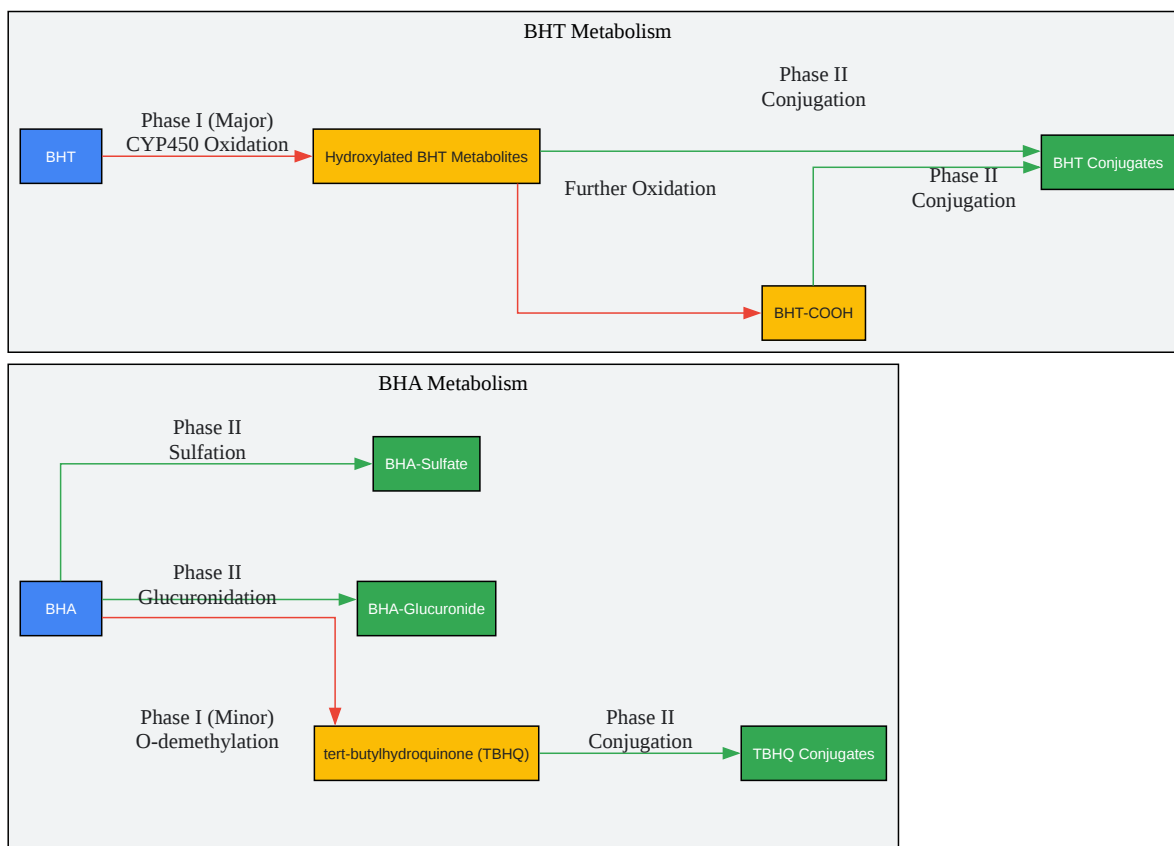 BHT Metabolism
Phase II
Conjugation
Phase I (Major)
CYP450 Oxidation
BHT
Hydroxylated BHT Metabolites
BHT Conjugates
Further Oxidation
Phase II
Conjugation
BHT-COOH
BHA Metabolism
Phase II
Sulfation
BHA-Sulfate
Phase II
Glucuronidation
BHA
BHA-Glucuronide
Phase I (Minor)
O-demethylation
tert-butylhydroquinone (TBHQ)
Phase II
Conjugation
TBHQ Conjugates